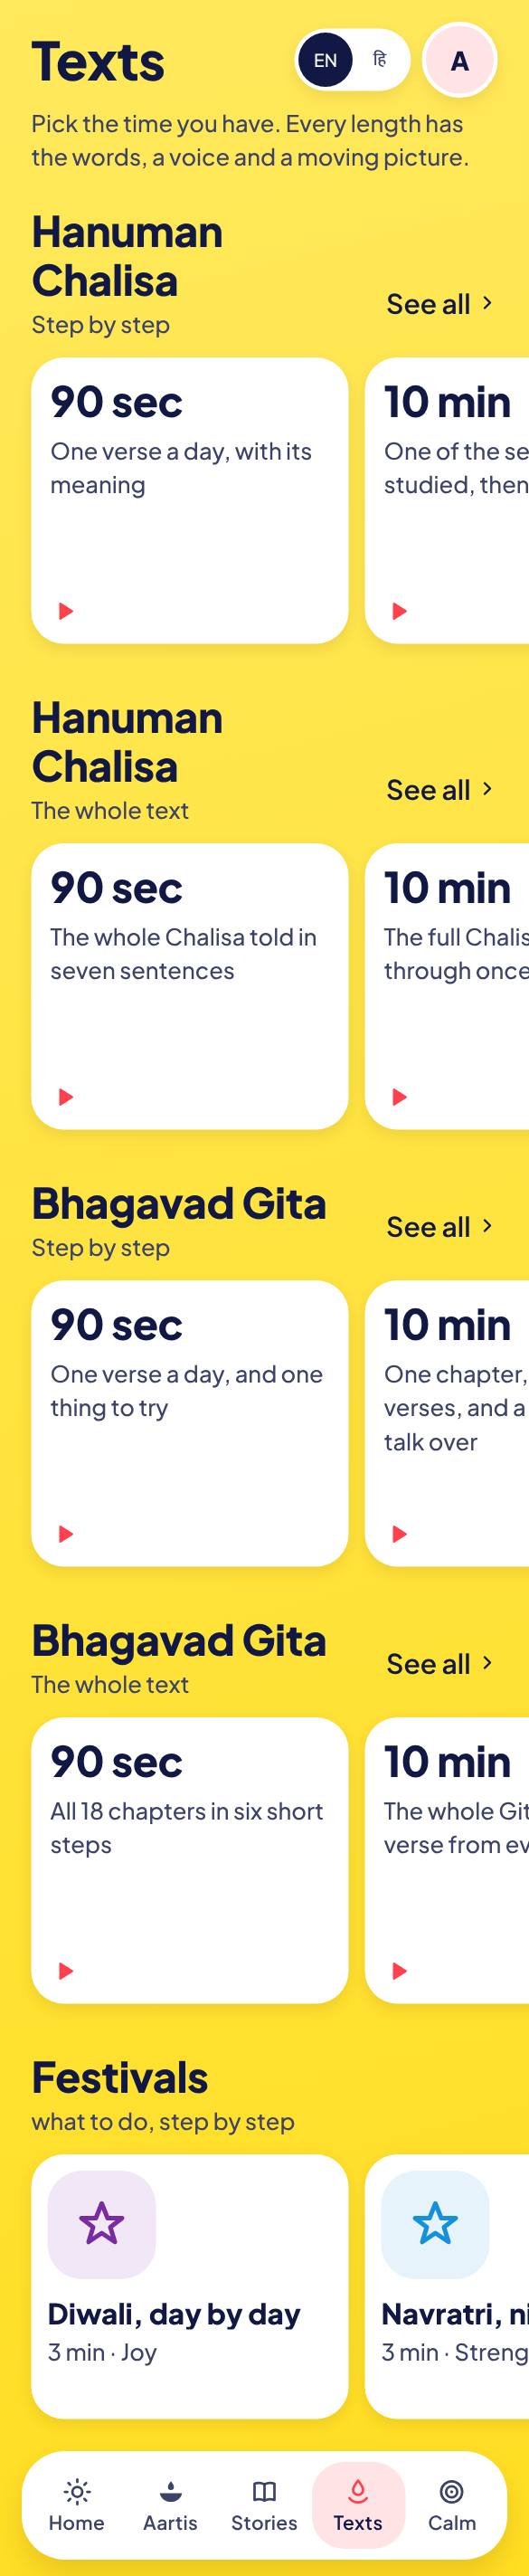 Texts
EN
हि
A
Pick the time you have. Every length has
the words, a voice and a moving picture.
Hanuman
Chalisa
Step by step
See all
90 sec
One verse a day, with its
meaning
10 min
One of the se
studied, then
Hanuman
Chalisa
The whole text
See all
90 sec
The whole Chalisa told in
seven sentences
10 min
The full Chalis
through once
Bhagavad Gita
Step by step
See all
90 sec
One verse a day, and one
thing to try
10 min
One chapter,
verses, and a
talk over
Bhagavad Gita
The whole text
See all
90 sec
All 18 chapters in six short
steps
10 min
The whole Git
verse from ev
Festivals
what to do, step by step
Diwali, day by day
3 min · Joy
Navratri, ni
3 min · Streng
Home
Aartis
Stories
Texts
Calm